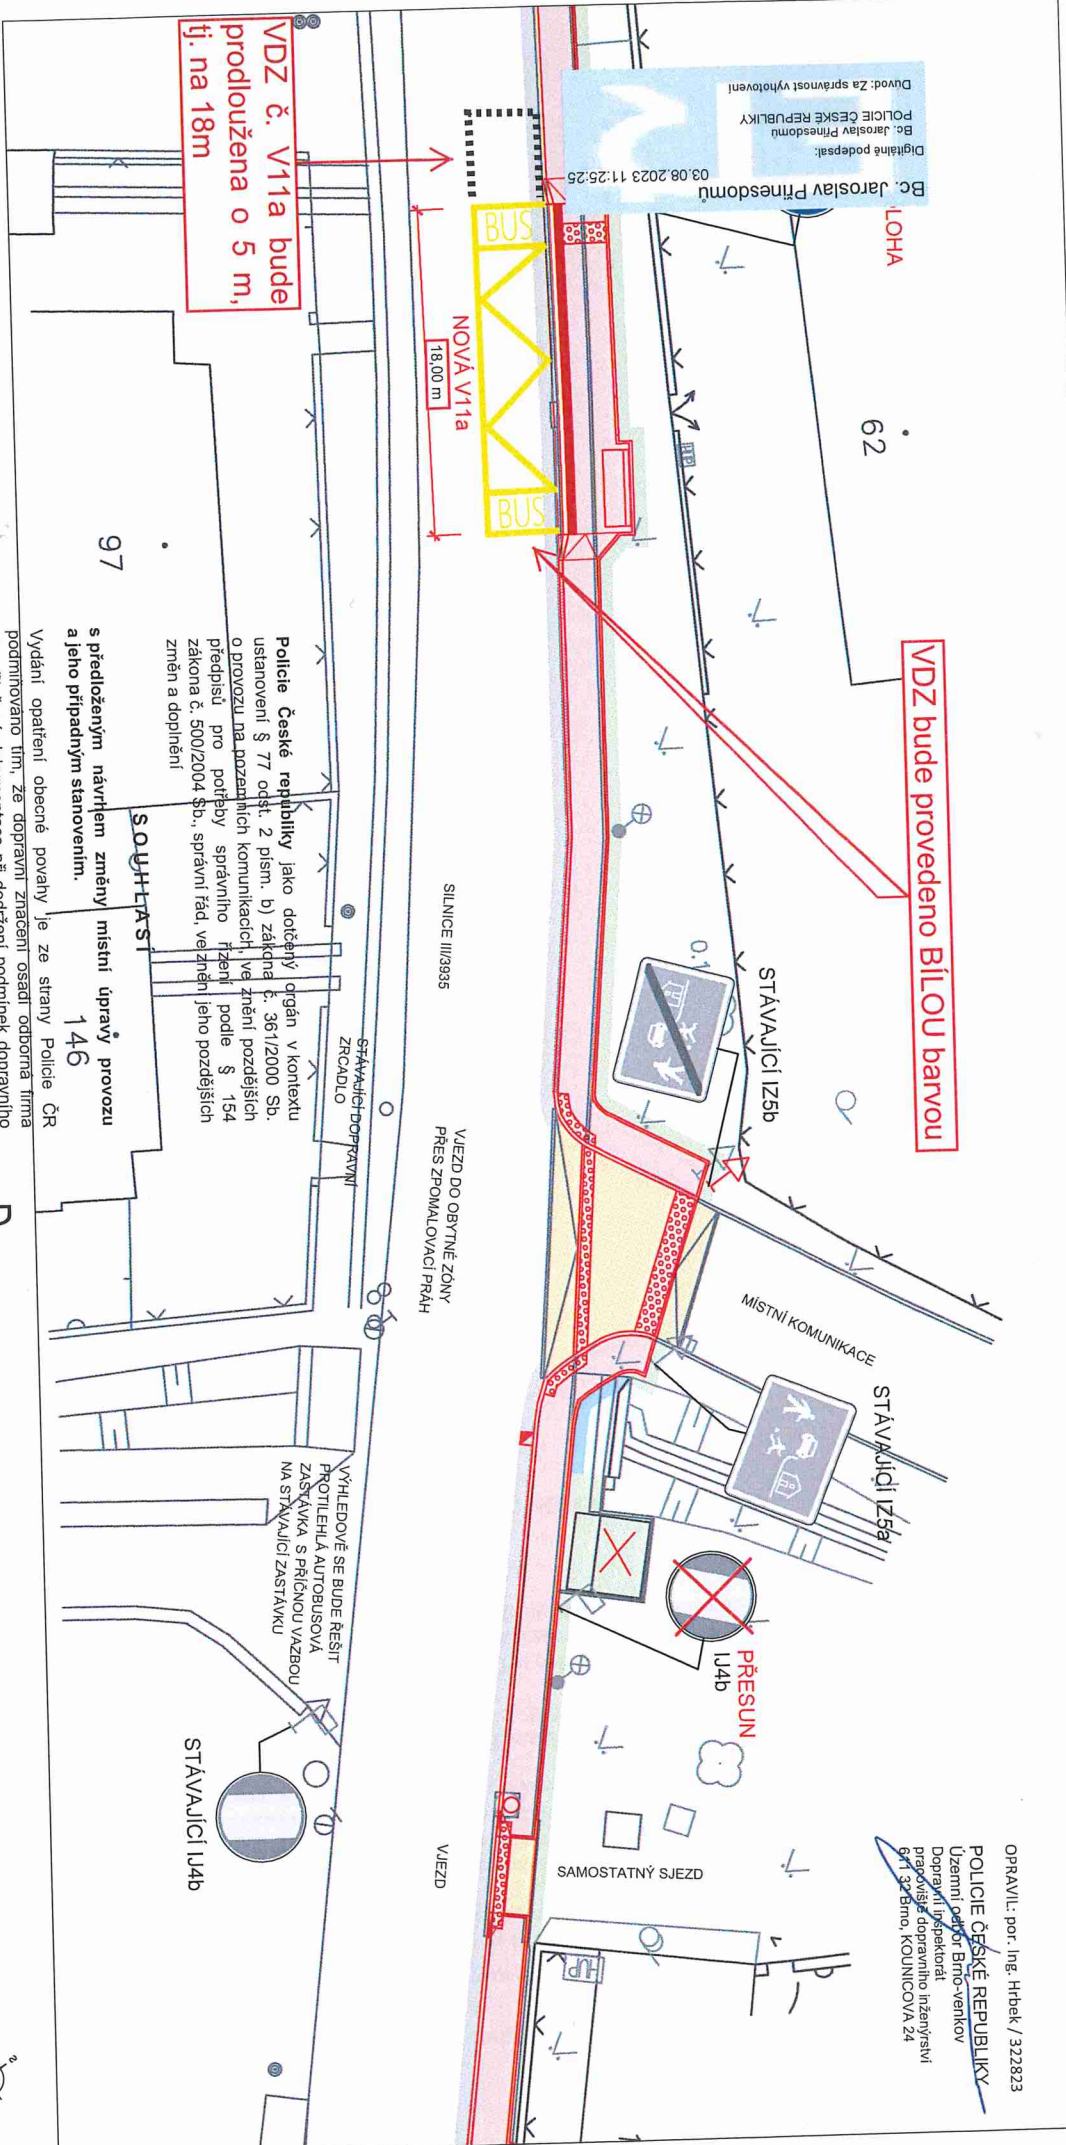 OPRAVIL: por. Ing. Hrbek / 322823
POLICIE ČESKÉ REPUBLIKY
Územní odbor Brno-venkov
Dopravní inspektorát
pracoviště dopravního inženýrství
611 32 Brno, KOUNICOVA 24
Bc. Jaroslav Přinesdomů
Digitálně podepsal:
Bc. Jaroslav Přinesdomů
POLICIE ČESKÉ REPUBLIKY
Důvod: Za správnost vyhotovení
03.08.2023 11:25:25
LOHA
62
VDZ bude provedeno BÍLOU barvou
STÁVAJÍCÍ IZ5b
0.1
MÍSTNÍ KOMUNIKACE
STÁVAJÍCÍ IZ5a
PŘESUN
IJ4b
SAMOSTATNÝ SJEZD
HUP
HUP
BUS
BUS
NOVÁ V11a
18,00 m
SILNICE III/3935
VJEZD DO OBYTNÉ ZÓNY
PŘES ZPOMALOVACÍ PRÁH
VJEZD
VDZ č. V11a bude
prodloužena o 5 m,
tj. na 18m
STÁVAJÍCÍ DOPRAVNÍ
ZRCADLO
VÝHLEDOVĚ SE BUDE ŘEŠIT
PROTILEHLÁ AUTOBUSOVÁ
ZASTÁVKA S PŘÍČNOU VAZBOU
NA STÁVAJÍCÍ ZASTÁVKU
STÁVAJÍCÍ IJ4b
97
146
Policie České republiky jako dotčený orgán v kontextu
ustanovení § 77 odst. 2 písm. b) zákona č. 361/2000 Sb.
o provozu na pozemních komunikacích, ve znění pozdějších
předpisů pro potřeby správního řízení podle § 154
zákona č. 500/2004 Sb., správní řád, ve znění jeho pozdějších
změn a doplnění
SOUHLASÍ
s předloženým návrhem změny místní úpravy provozu
a jeho případným stanovením.
Vydání opatření obecné povahy je ze strany Policie ČR
podmiňováno tím, že dopravní značení osadí odborná firma
při dodržení podmínek dopravního